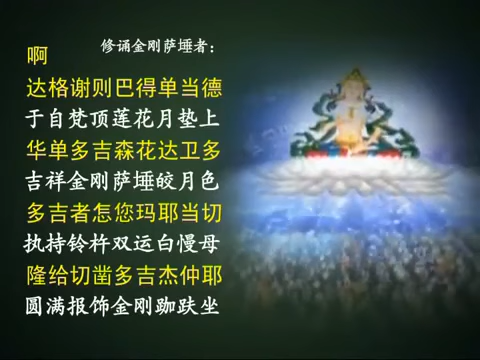 修诵金刚萨埵者：
啊
达格谢则巴得单当德
于自梵顶莲花月垫上
华单多吉森花达卫多
吉祥金刚萨埵皎月色
多吉者怎您玛耶当切
执持铃杵双运白慢母
隆给切凿多吉杰仲耶
圆满报饰金刚跏趺坐